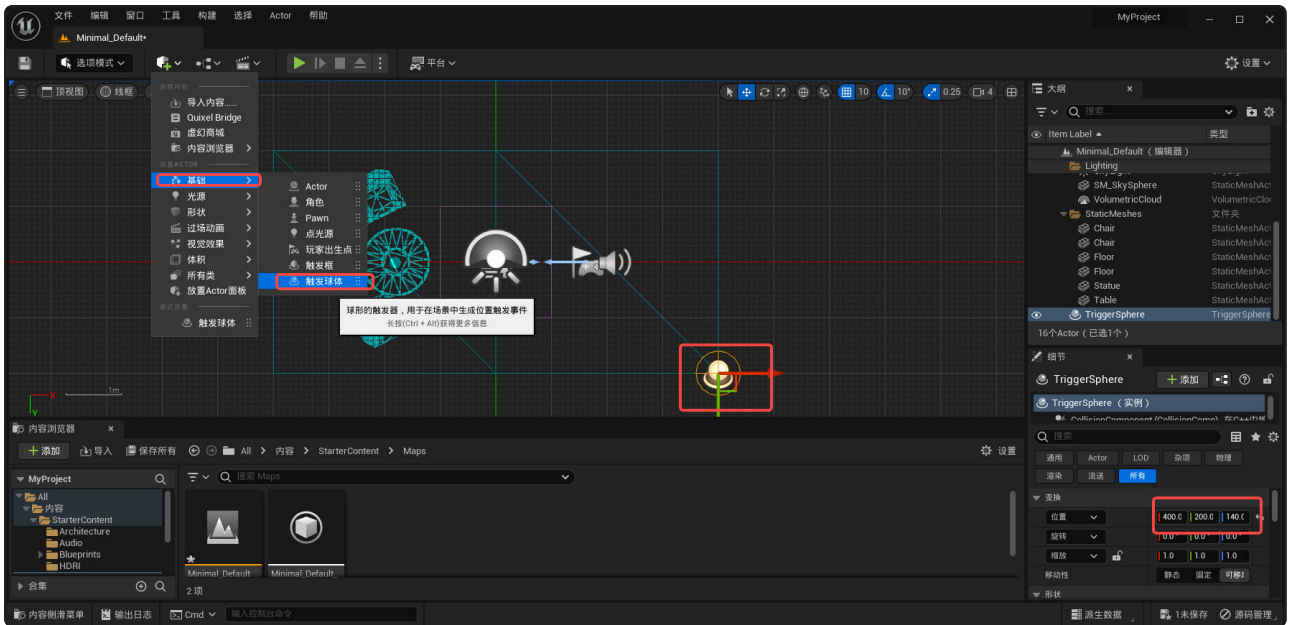 文件 编辑 窗口 工具 构建 选择 Actor 帮助
MyProject
Minimal_Default•
选项模式
平台
设置
顶视图 线框
10 10° 0.25 4
获取内容
导入内容......
Quixel Bridge
虚幻商城
内容浏览器
放置ACTOR
基础
光源
形状
过场动画
视觉效果
体积
所有类
放置Actor面板
最近放置
触发球体
Actor
角色
Pawn
点光源
玩家出生点
触发框
触发球体
球形的触发器，用于在场景中生成位置触发事件
长按(Ctrl + Alt)获得更多信息
1m
x
y
大纲
搜索...
Item Label 类型
Minimal_Default（编辑器）
Lighting
SM_SkySphere StaticMeshAct
VolumetricCloud VolumetricClou
StaticMeshes 文件夹
Chair StaticMeshAct
Chair StaticMeshAct
Floor StaticMeshAct
Floor StaticMeshAct
Statue StaticMeshAct
Table StaticMeshAct
TriggerSphere TriggerSphere
16个Actor（已选1个）
细节
TriggerSphere 添加
TriggerSphere（实例）
搜索
通用 Actor LOD 杂项 物理
渲染 流送 所有
变换
位置 400.0 200.0 140.0
旋转 0.0° 0.0° 0.0°
缩放 1.0 1.0 1.0
移动性 静态 固定 可移
形状
内容浏览器
添加 导入 保存所有 All 内容 StarterContent Maps 设置
MyProject
搜索 Maps
All
内容
StarterContent
Architecture
Audio
Blueprints
HDRI
合集
Minimal_Default Minimal_Default_
2项
内容侧滑菜单 输出日志 Cmd 输入控制台命令 派生数据 1未保存 源码管理